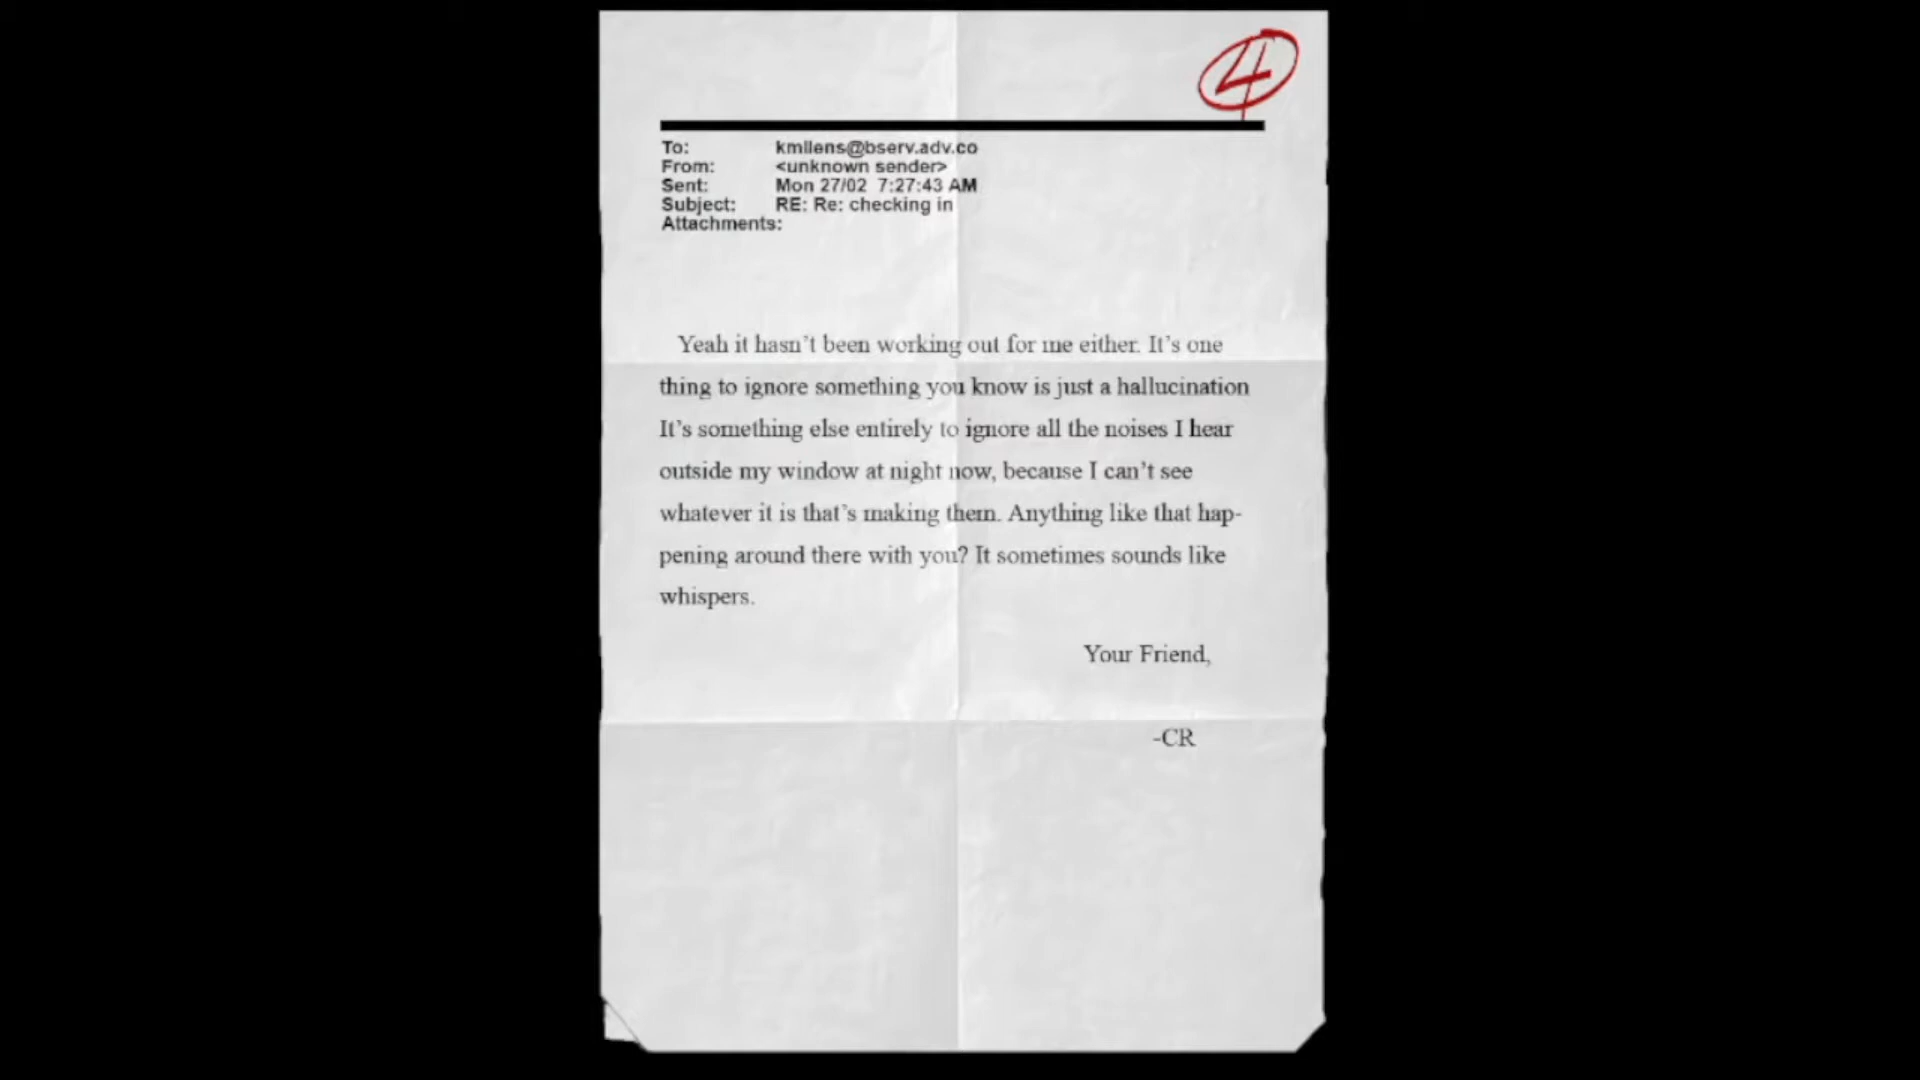 4
To: kmllens@bserv.adv.co
From: <unknown sender>
Sent: Mon 27/02 7:27:43 AM
Subject: RE: Re: checking in
Attachments:
Yeah it hasn't been working out for me either. It's one
thing to ignore something you know is just a hallucination
It's something else entirely to ignore all the noises I hear
outside my window at night now, because I can't see
whatever it is that's making them. Anything like that hap-
pening around there with you? It sometimes sounds like
whispers.
Your Friend,
-CR